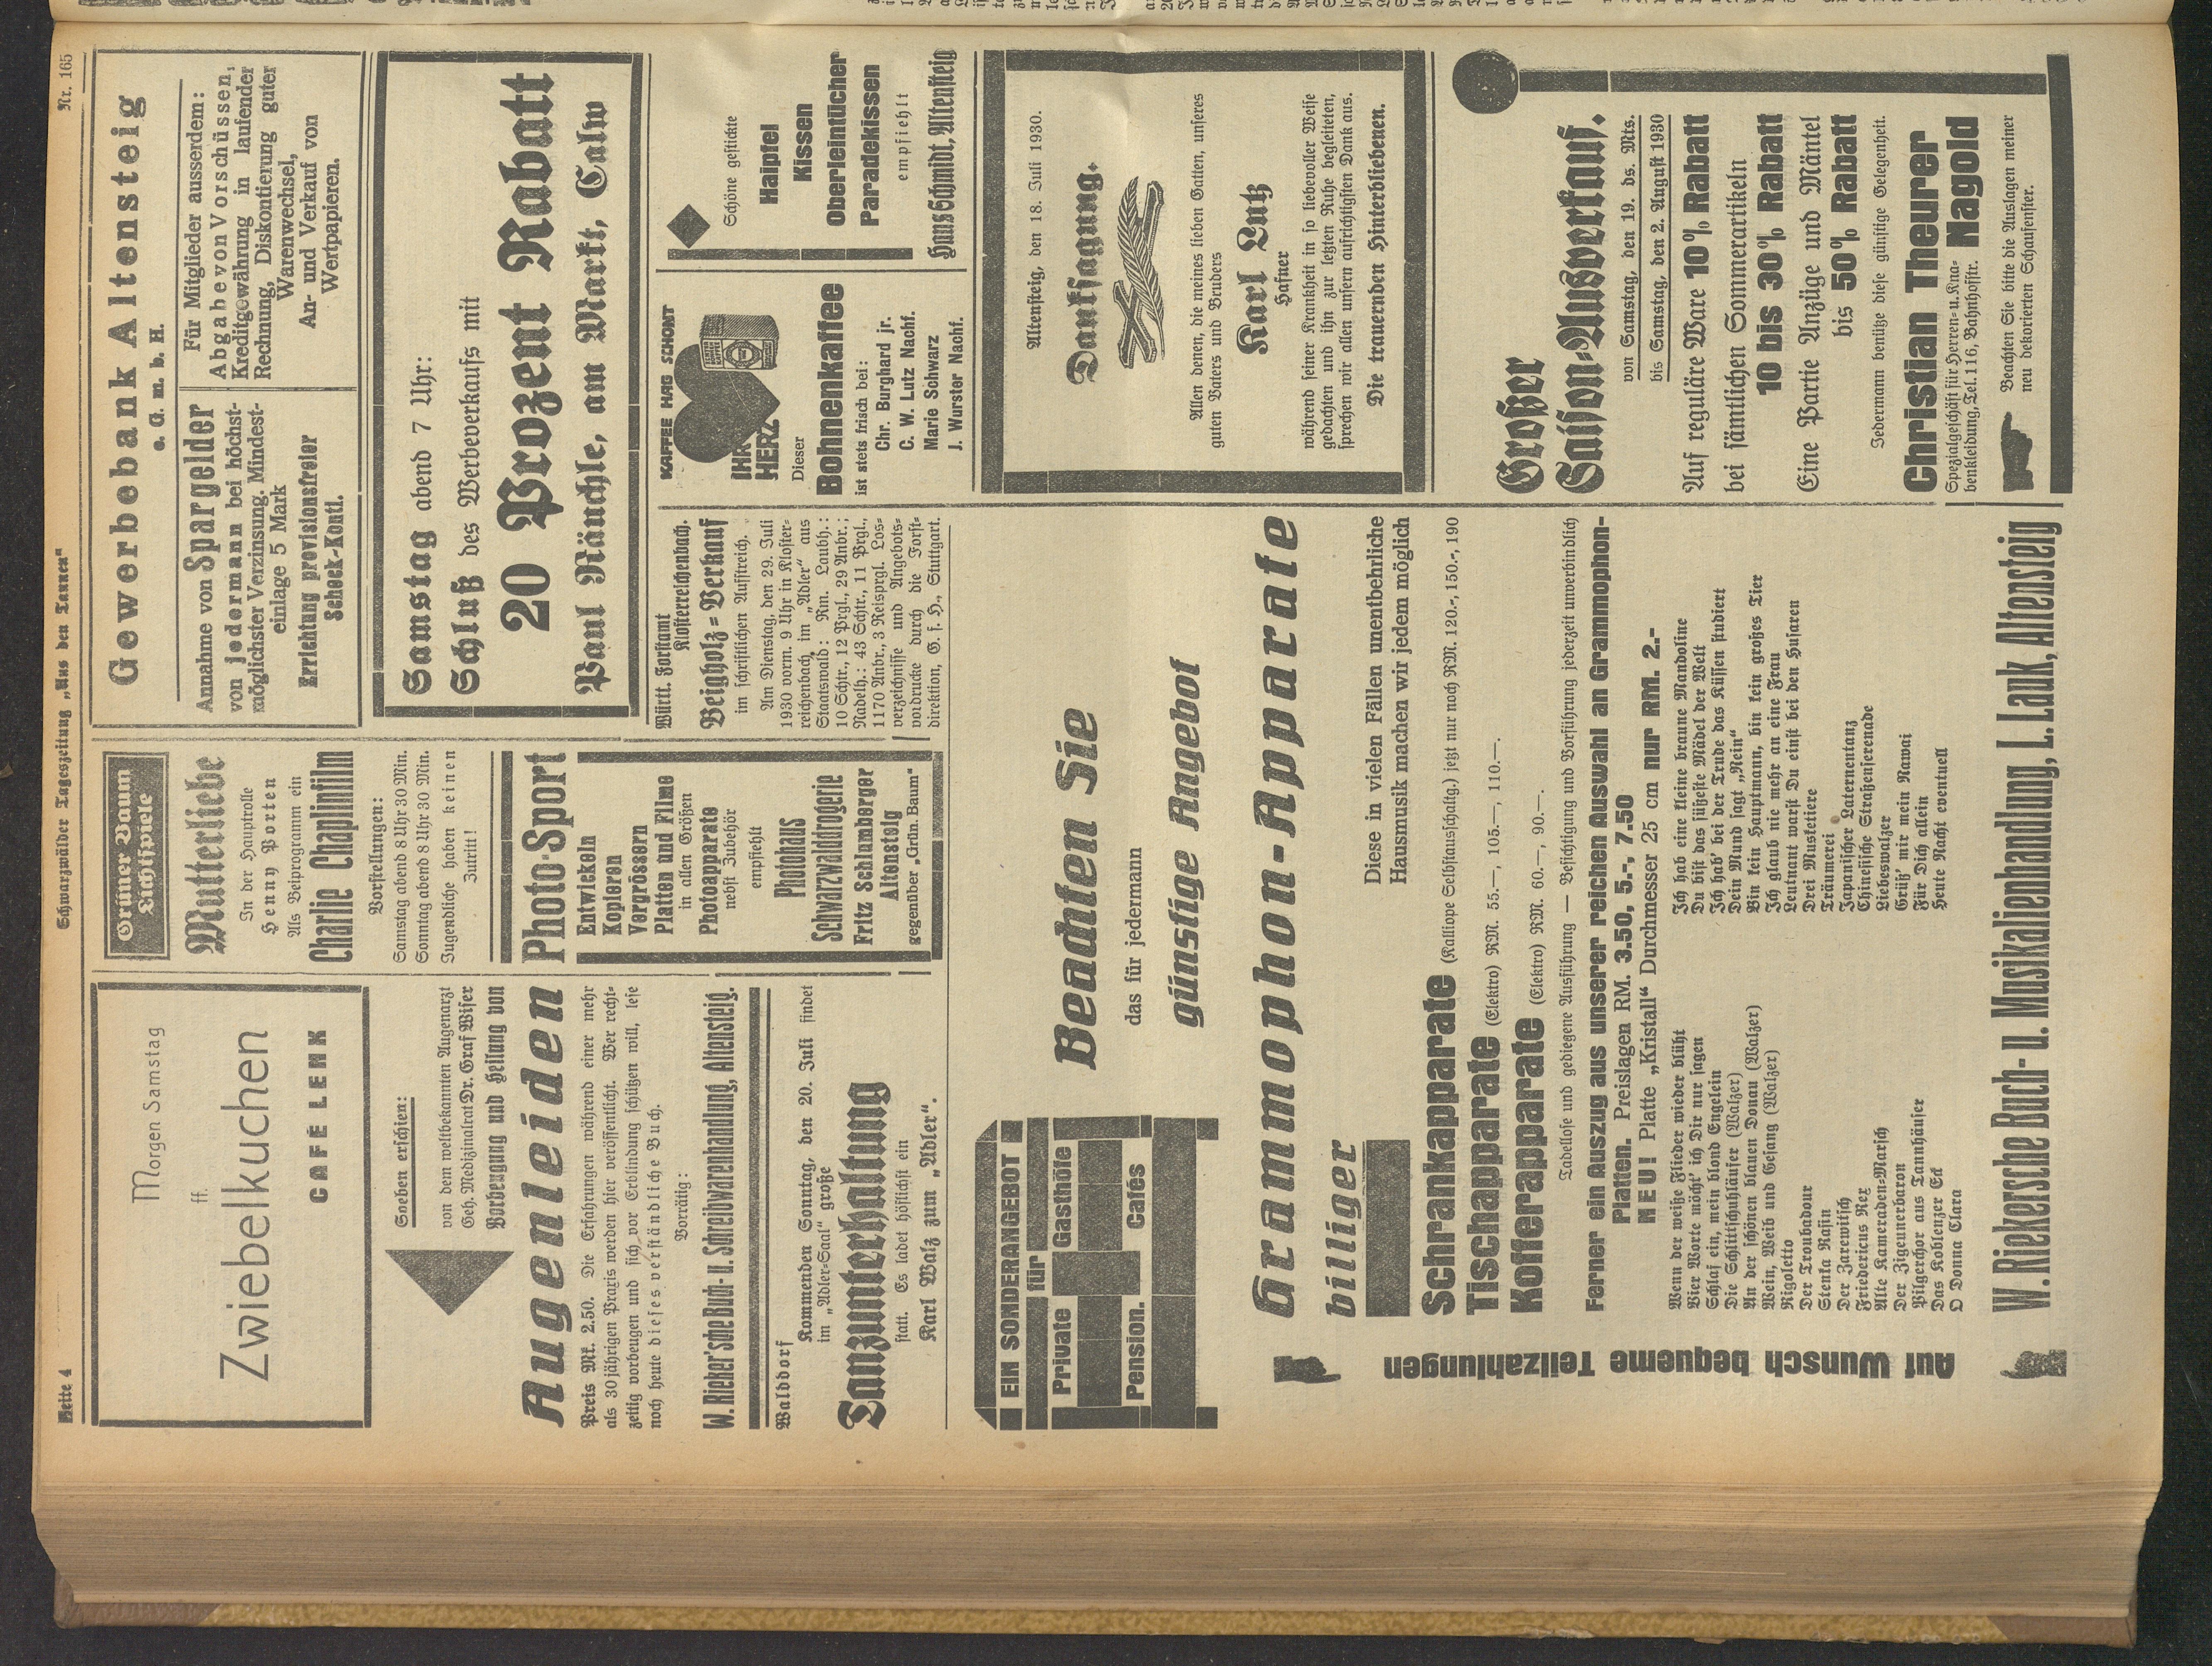 Seite 4
Schwarzwälder Tageszeitung „Aus den Tannen“
Nr. 165
Morgen Samstag
ff.
Zwiebelkuchen
CAFÉ LENK
Soeben erschien:
von dem weltbekannten Augenarzt
Geh. Medizinalrat Dr. Graf Wiser
Vorbeugung und Heilung von
Augenleiden
Preis Mk. 2.50. Die Erfahrungen während einer mehr
als 30jährigen Praxis werden hier veröffentlicht. Wer recht-
zeitig vorbeugen und sich vor Erblindung schützen will, lese
noch heute dieses verständliche Buch.
Vorrätig:
W. Rieker'sche Buch- u. Schreibwarenhandlung, Altensteig.
Walddorf
Kommenden Sonntag, den 20. Juli findet
im „Adler-Saal“ große
Tanzunterhaltung
statt. Es ladet höflichst ein
Karl Walz zum „Adler“.
Grüner Baum
Lichtspiele
Mutterliebe
In der Hauptrolle
Henny Porten
Als Beiprogramm ein
Charlie Chaplinfilm
Vorstellungen:
Samstag abend 8 Uhr 30 Min.
Sonntag abend 8 Uhr 30 Min.
Jugendliche haben keinen
Zutritt!
Photo-Sport
Entwickeln
Kopieren
Vergrössern
Platten und Filme
in allen Größen
Photoapparate
nebst Zubehör
empfiehlt
Photohaus
Schwarzwalddrogerie
Fritz Schlumberger
Altensteig
gegenüber „Grün. Baum“
Gewerbebank Altensteig
e. G. m. b. H.
Annahme von Spargelder
von jedermann bei höchst-
möglichster Verzinsung. Mindest-
einlage 5 Mark
Errichtung provisionsfreier
Scheck-Konti.
Für Mitglieder ausserdem:
Abgabe von Vorschüssen,
Kreditgewährung in laufender
Rechnung, Diskontierung guter
Warenwechsel,
An- und Verkauf von
Wertpapieren.
Samstag abend 7 Uhr:
Schluß des Werbeverkaufs mit
20 Prozent Rabatt
Paul Räuchle, am Markt, Calw
Württ. Forstamt
Klosterreichenbach.
Beigholz-Verkauf
im schriftlichen Aufstreich.
Am Dienstag, den 29. Juli
1930 vorm. 9 Uhr in Kloster-
reichenbach im „Adler“ aus
Staatswald: Rm. Laubh.:
10 Schtr., 12 Prgl., 29 Anbr.;
Nadelh.: 43 Schtr., 11 Prgl.,
1170 Anbr., 3 Reisprgl. Los-
verzeichnisse und Angebots-
vordrucke durch die Forst-
direktion, G. f. H., Stuttgart.
KAFFEE HAG SCHONT
IHR
HERZ
Dieser
Bohnenkaffee
ist stets frisch bei:
Chr. Burghard jr.
C. W. Lutz Nachf.
Marie Schwarz
J. Wurster Nachf.
Schöne gestickte
Haipfel
Kissen
Oberleintücher
Paradekissen
empfiehlt
Hans Schmidt, Altensteig
EIN SONDERANGEBOT
für
Private Gasthöfe
Pension. Cafés
Beachten Sie
das für jedermann
günstige Angebot
Grammophon-Apparate
billiger
Diese in vielen Fällen unentbehrliche
Hausmusik machen wir jedem möglich
Schrankapparate (Kalliope Selbstausschaltg.) jetzt nur noch RM. 120.-, 150.-, 190
Tischapparate (Elektro) RM. 55.—, 105.—, 110.—.
Kofferapparate (Elektro) RM. 60.—, 90.—.
Tadellose und gediegene Ausführung — Besichtigung und Vorführung jederzeit unverbindlich
Ferner ein Auszug aus unserer reichen Auswahl an Grammophon-
Platten. Preislagen RM. 3.50, 5.-, 7.50
NEU! Platte „Kristall“ Durchmesser 25 cm nur RM. 2.-
Wenn der weiße Flieder wieder blüht
Vier Worte möcht' ich Dir nur sagen
Schlaf ein, mein blond Engelein
Die Schlittschuhläufer (Walzer)
An der schönen blauen Donau (Walzer)
Wein, Weib und Gesang (Walzer)
Rigoletto
Der Troubadour
Stenka Rasin
Der Zarewitsch
Friedericus Rex
Alte Kameraden-Marsch
Der Zigeunerbaron
Pilgerchor aus Tannhäuser
Das Koblenzer Eck
O Donna Clara
Ich hab eine kleine braune Mandoline
Du bist das süßeste Mädel der Welt
Ich hab' bei der Trude das Küssen studiert
Dein Mund sagt „Nein“
Bin kein Hauptmann, bin kein großes Tier
Ich glaub nie mehr an eine Frau
Leutnant warst Du einst bei den Husaren
Drei Musketiere
Träumerei
Japanischer Laternentanz
Chinesische Straßenserenade
Liebeswalzer
Grüß' mir mein Hawai
Für Dich allein
Heute Nacht eventuell
Auf Wunsch bequeme Teilzahlungen
W. Riekersche Buch- u. Musikalienhandlung, L. Lauk, Altensteig
Altensteig, den 18. Juli 1930.
Danksagung.
Allen denen, die meines lieben Gatten, unseres
guten Vaters und Bruders
Karl Lutz
Hafner
während seiner Krankheit in so liebevoller Weise
gedachten und ihn zur letzten Ruhe begleiteten,
sprechen wir allen unsern aufrichtigsten Dank aus.
Die trauernden Hinterbliebenen.
Großer
Saison-Ausverkauf.
von Samstag, den 19. ds. Mts.
bis Samstag, den 2. August 1930
Auf reguläre Ware 10% Rabatt
bei sämtlichen Sommerartikeln
10 bis 30% Rabatt
Eine Partie Anzüge und Mäntel
bis 50% Rabatt
Jedermann benütze diese günstige Gelegenheit.
Christian Theurer
Spezialgeschäft für Herren- u. Kna-
benkleidung, Tel. 116, Bahnhofstr. Nagold
Beachten Sie bitte die Auslagen meiner
neu dekorierten Schaufenster.